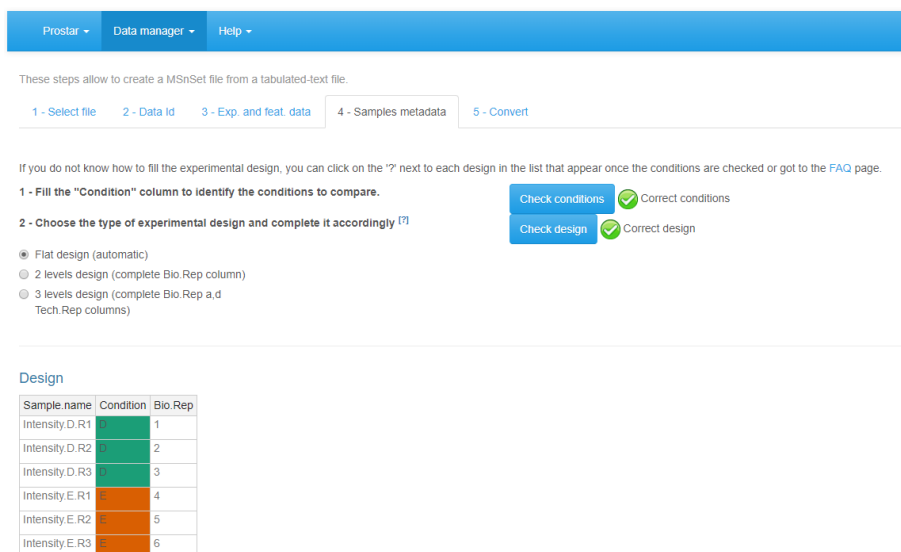 Prostar Data manager Help
These steps allow to create a MSnSet file from a tabulated-text file.
1 - Select file 2 - Data Id 3 - Exp. and feat. data 4 - Samples metadata 5 - Convert
If you do not know how to fill the experimental design, you can click on the '?' next to each design in the list that appear once the conditions are checked or got to the FAQ page.
1 - Fill the "Condition" column to identify the conditions to compare.
Check conditions Correct conditions
2 - Choose the type of experimental design and complete it accordingly [?]
Check design Correct design
Flat design (automatic)
2 levels design (complete Bio.Rep column)
3 levels design (complete Bio.Rep a,d
Tech.Rep columns)
Design
Sample.name Condition Bio.Rep
Intensity.D.R1 D 1
Intensity.D.R2 D 2
Intensity.D.R3 D 3
Intensity.E.R1 E 4
Intensity.E.R2 E 5
Intensity.E.R3 E 6